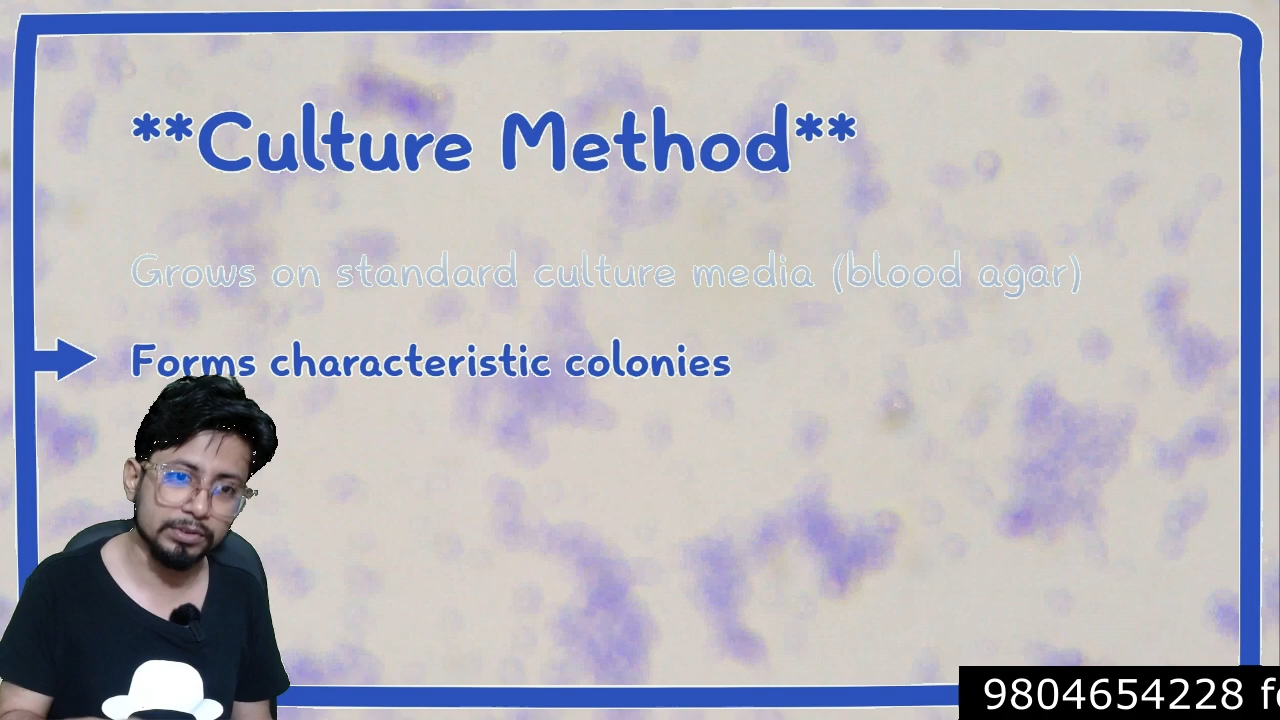 **Culture Method**
Grows on standard culture media (blood agar)
Forms characteristic colonies
9804654228